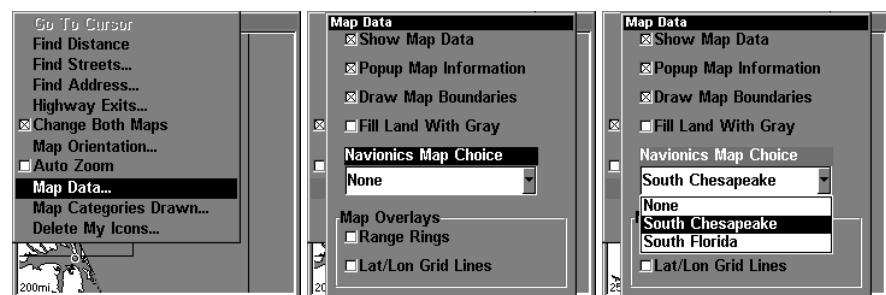 Go To Cursor
Find Distance
Find Streets...
Find Address...
Highway Exits...
Change Both Maps
Map Orientation...
Auto Zoom
Map Data...
Map Categories Drawn...
Delete My Icons...
200mi
Map Data
Show Map Data
Popup Map Information
Draw Map Boundaries
Fill Land With Gray
Navionics Map Choice
None
Map Overlays
Range Rings
Lat/Lon Grid Lines
20
Map Data
Show Map Data
Popup Map Information
Draw Map Boundaries
Fill Land With Gray
Navionics Map Choice
South Chesapeake
None
South Chesapeake
South Florida
Lat/Lon Grid Lines